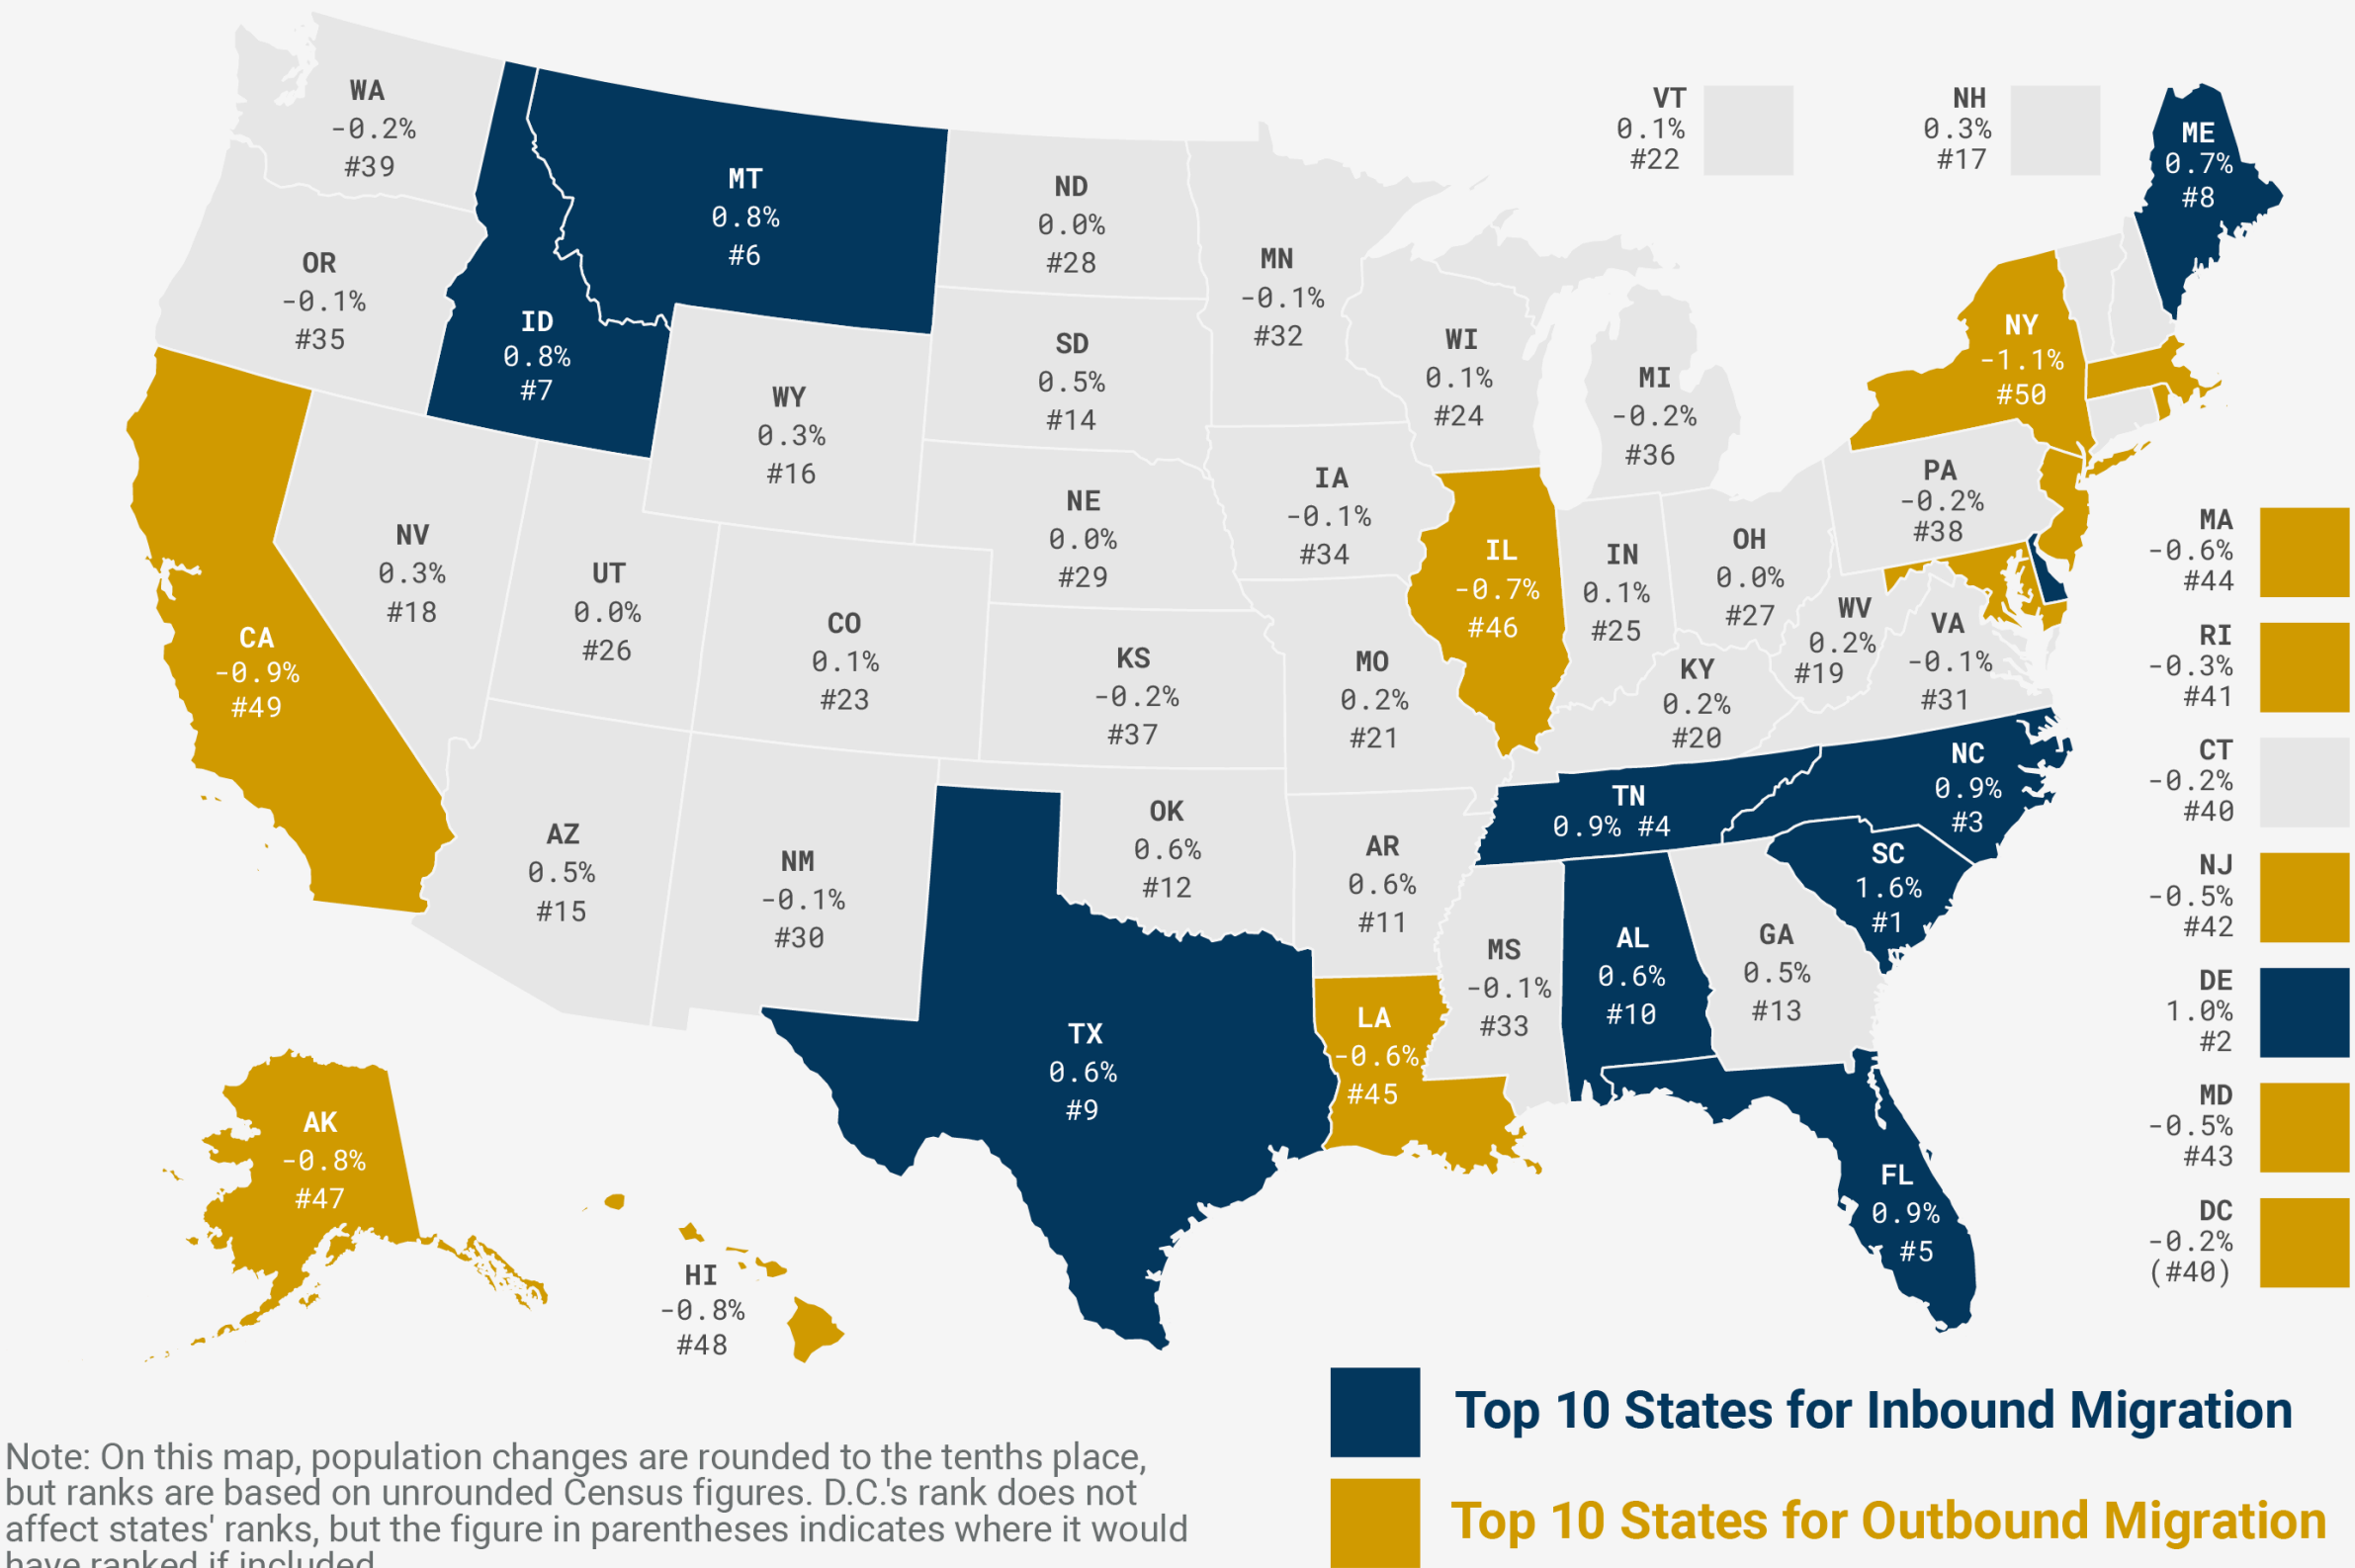 WA
-0.2%
#39
OR
-0.1%
#35
CA
-0.9%
#49
ID
0.8%
#7
MT
0.8%
#6
WY
0.3%
#16
NV
0.3%
#18
UT
0.0%
#26
CO
0.1%
#23
AZ
0.5%
#15
NM
-0.1%
#30
ND
0.0%
#28
SD
0.5%
#14
NE
0.0%
#29
KS
-0.2%
#37
OK
0.6%
#12
TX
0.6%
#9
MN
-0.1%
#32
IA
-0.1%
#34
MO
0.2%
#21
AR
0.6%
#11
LA
-0.6%
#45
WI
0.1%
#24
IL
-0.7%
#46
MI
-0.2%
#36
IN
0.1%
#25
OH
0.0%
#27
KY
0.2%
#20
TN
0.9% #4
MS
-0.1%
#33
AL
0.6%
#10
GA
0.5%
#13
FL
0.9%
#5
SC
1.6%
#1
NC
0.9%
#3
VA
-0.1%
#31
WV
0.2%
#19
PA
-0.2%
#38
NY
-1.1%
#50
VT
0.1%
#22
NH
0.3%
#17
ME
0.7%
#8
MA
-0.6%
#44
RI
-0.3%
#41
CT
-0.2%
#40
NJ
-0.5%
#42
DE
1.0%
#2
MD
-0.5%
#43
DC
-0.2%
(#40)
AK
-0.8%
#47
HI
-0.8%
#48
Top 10 States for Inbound Migration
Top 10 States for Outbound Migration
Note: On this map, population changes are rounded to the tenths place,
but ranks are based on unrounded Census figures. D.C.'s rank does not
affect states' ranks, but the figure in parentheses indicates where it would
have ranked if included